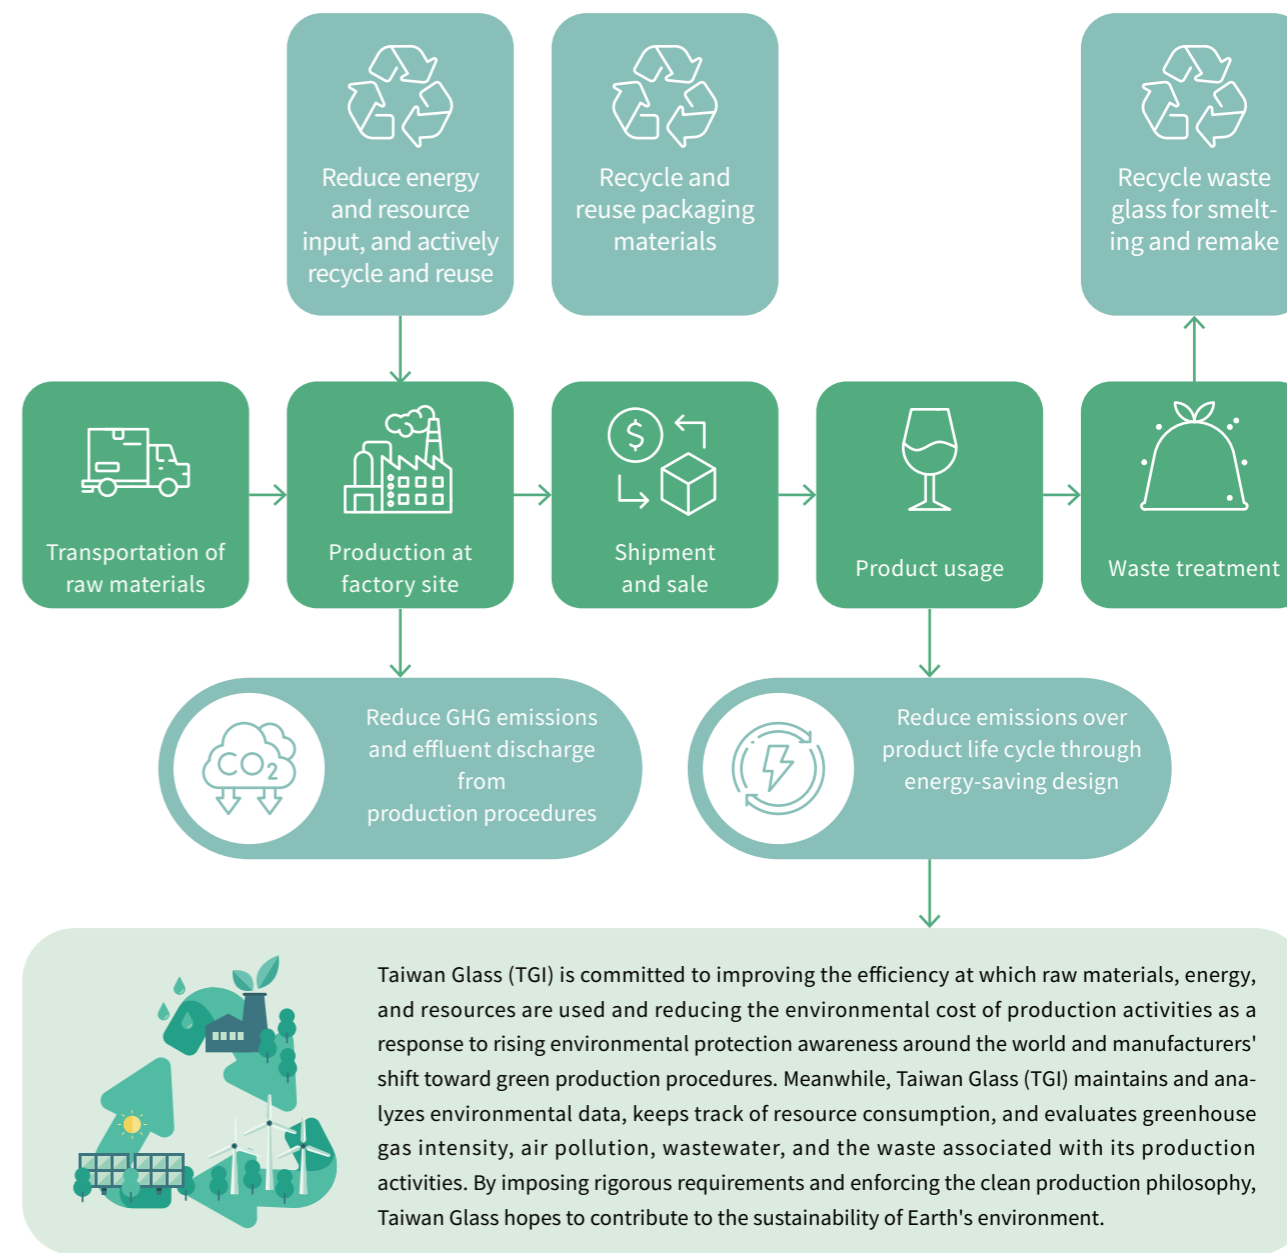 Reduce energy
and resource
input, and actively
recycle and reuse
Recycle and
reuse packaging
materials
Recycle waste
glass for smelt-
ing and remake
Transportation of
raw materials
Production at
factory site
$
Shipment
and sale
Product usage
Waste treatment
CO2
Reduce GHG emissions
and effluent discharge
from
production procedures
Reduce emissions over
product life cycle through
energy-saving design
Taiwan Glass (TGI) is committed to improving the efficiency at which raw materials, energy,
and resources are used and reducing the environmental cost of production activities as a
response to rising environmental protection awareness around the world and manufacturers'
shift toward green production procedures. Meanwhile, Taiwan Glass (TGI) maintains and ana-
lyzes environmental data, keeps track of resource consumption, and evaluates greenhouse
gas intensity, air pollution, wastewater, and the waste associated with its production
activities. By imposing rigorous requirements and enforcing the clean production philosophy,
Taiwan Glass hopes to contribute to the sustainability of Earth's environment.